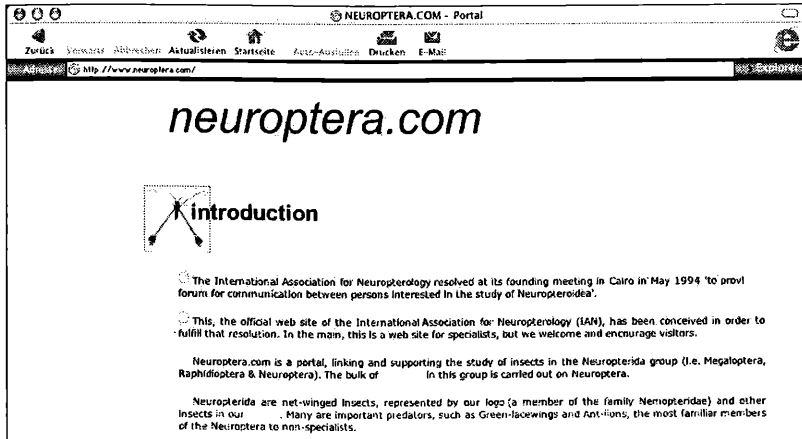 NEUROPTERA.COM - Portal
Zurück Vorwärts Abbrechen Aktualisieren Startseite Auto-Ausfüllen Drucken E-Mail
Adresse http://www.neuroptera.com/
neuroptera.com
introduction
The International Association for Neuropterology resolved at its founding meeting in Cairo in May 1994 'to provi
forum for communication between persons interested in the study of Neuropteroidea'.
This, the official web site of the International Association for Neuropterology (IAN), has been conceived in order to
fulfill that resolution. In the main, this is a web site for specialists, but we welcome and encourage visitors.
Neuroptera.com is a portal, linking and supporting the study of insects in the Neuropterida group (i.e. Megaloptera,
Raphidioptera & Neuroptera). The bulk of in this group is carried out on Neuroptera.
Neuropterida are net-winged insects, represented by our logo (a member of the family Nemopteridae) and other
insects in our . Many are important predators, such as Green-lacewings and Ant-lions, the most familiar members
of the Neuroptera to non-specialists.